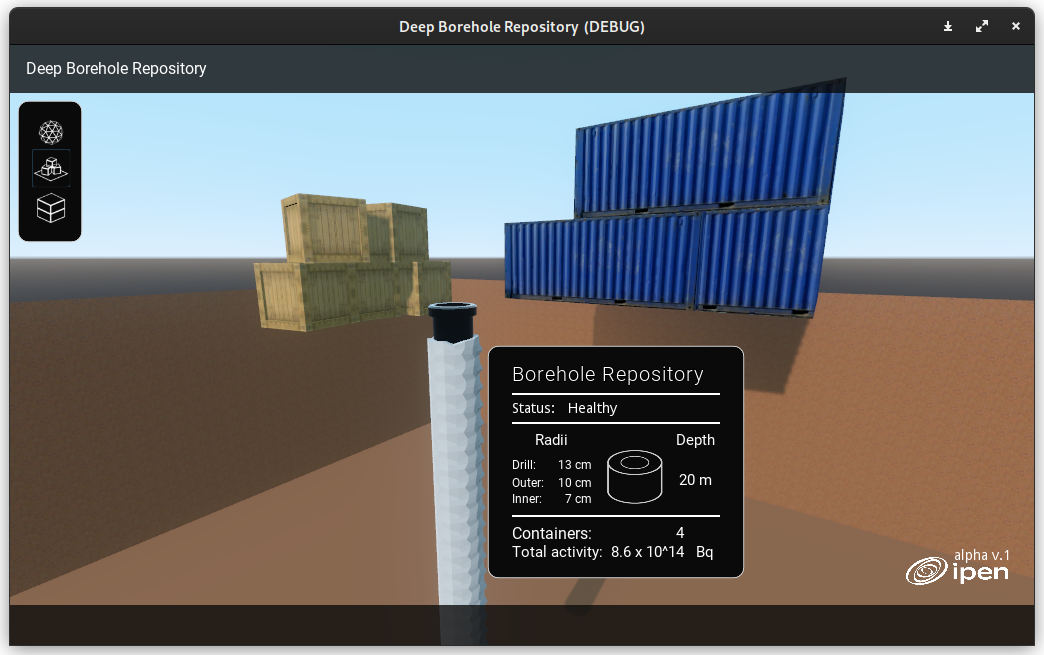 Deep Borehole Repository (DEBUG)
Deep Borehole Repository
Borehole Repository
Status: Healthy
Radii Depth
Drill: 13 cm
Outer: 10 cm
Inner: 7 cm
20 m
Containers: 4
Total activity: 8.6 x 10^14 Bq
alpha v.1
ipen